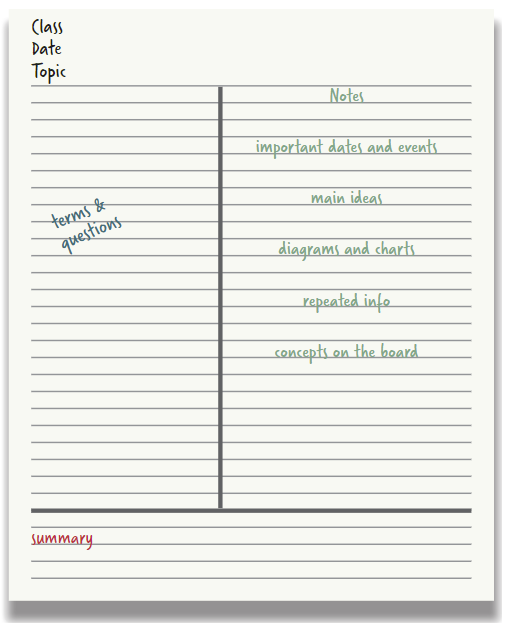 Class
Date
Topic
Notes
important dates and events
main ideas
terms &
questions
diagrams and charts
repeated info
concepts on the board
summary